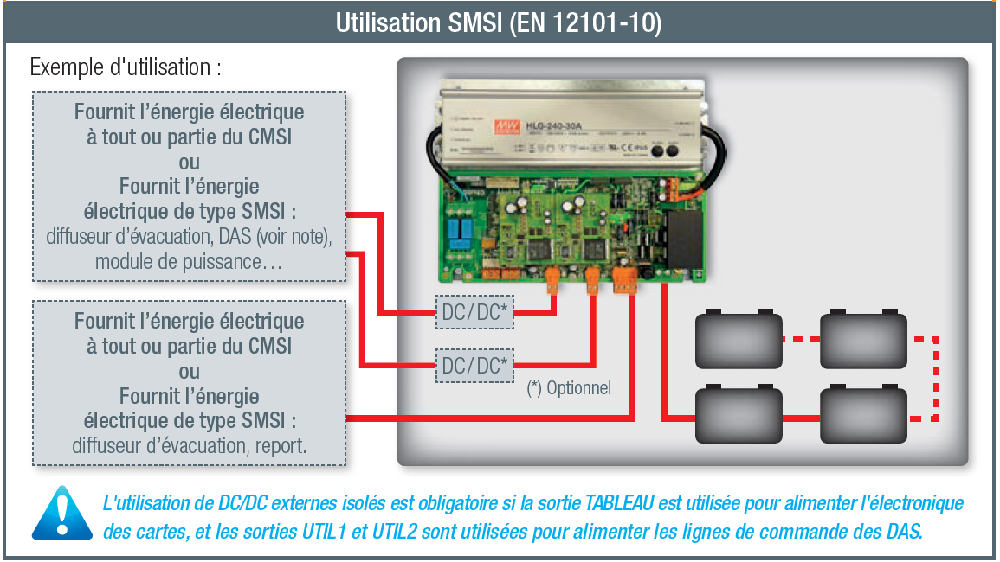 Utilisation SMSI (EN 12101-10)
Exemple d'utilisation :
Fournit l'énergie électrique
à tout ou partie du CMSI
ou
Fournit l'énergie
électrique de type SMSI :
diffuseur d'évacuation, DAS (voir note),
module de puissance...
Fournit l'énergie électrique
à tout ou partie du CMSI
ou
Fournit l'énergie
électrique de type SMSI :
diffuseur d'évacuation, report.
MW
HLG-240-30A
DC/DC*
DC/DC*
(*) Optionnel
L'utilisation de DC/DC externes isolés est obligatoire si la sortie TABLEAU est utilisée pour alimenter l'électronique
des cartes, et les sorties UTIL1 et UTIL2 sont utilisées pour alimenter les lignes de commande des DAS.